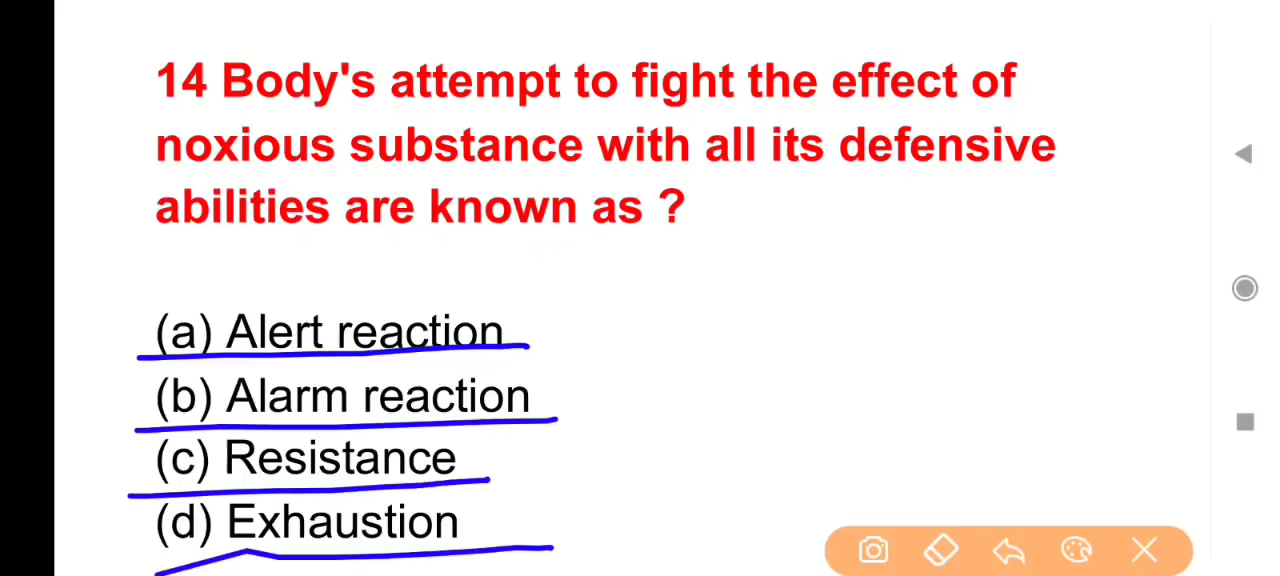 14 Body's attempt to fight the effect of
noxious substance with all its defensive
abilities are known as ?
(a) Alert reaction
(b) Alarm reaction
(c) Resistance
(d) Exhaustion